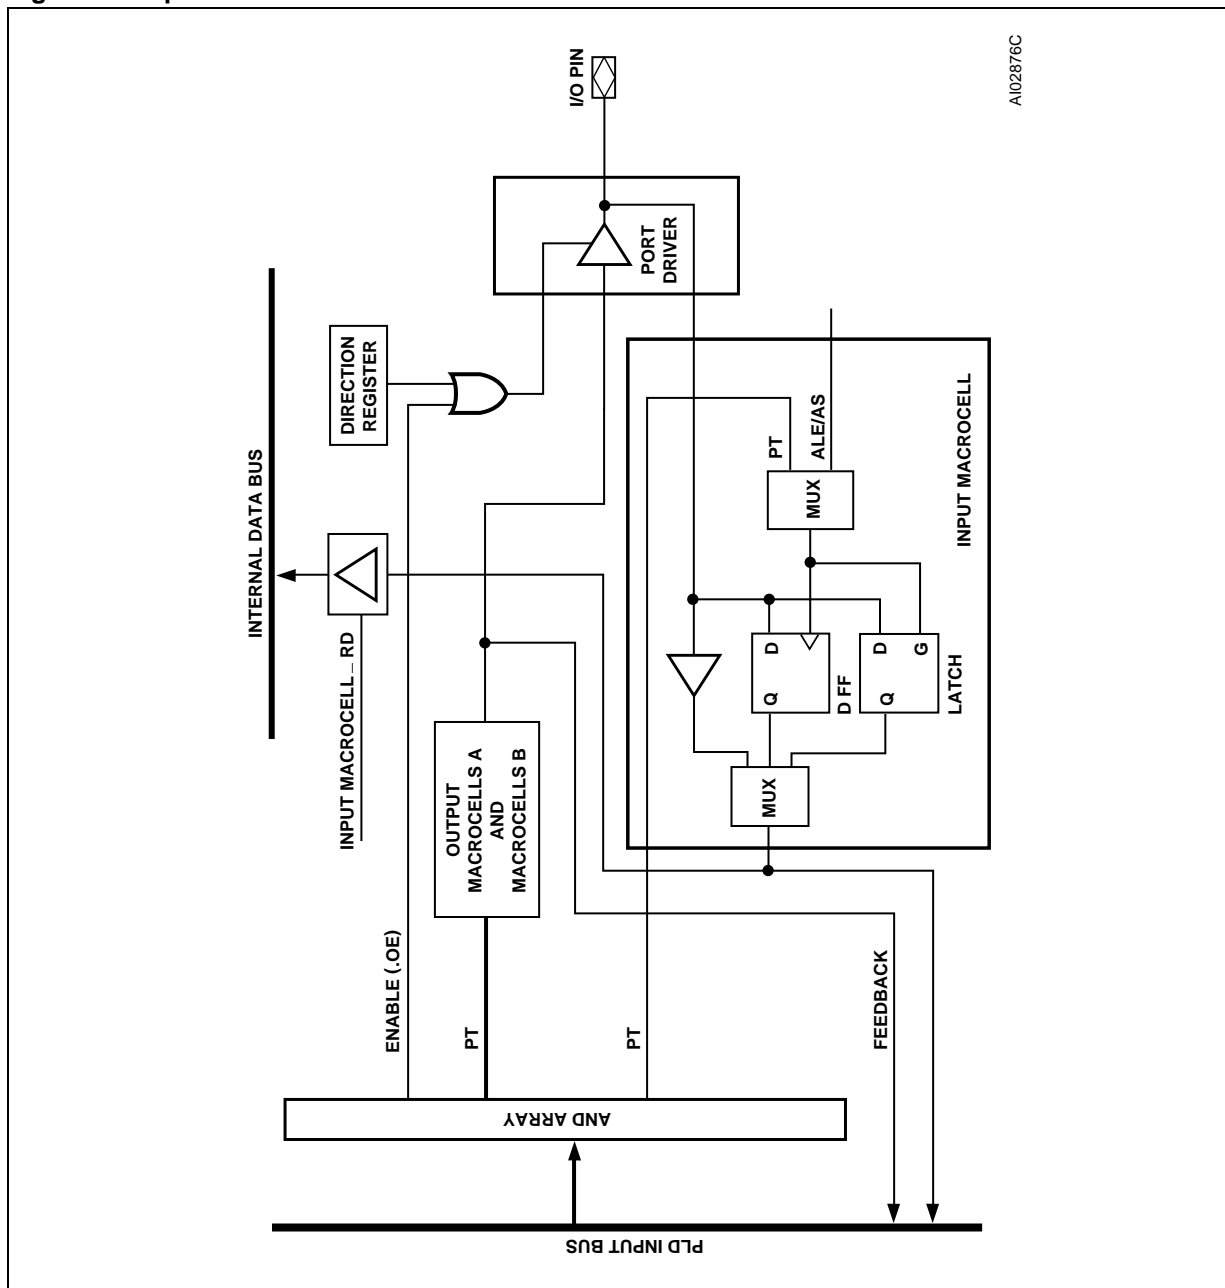 AI02876C
I/O PIN
PORT
DRIVER
DIRECTION
REGISTER
INTERNAL DATA BUS
PT
ALE/AS
MUX
INPUT MACROCELL
D
Q
D FF
D
G
Q
LATCH
MUX
INPUT MACROCELL _ RD
OUTPUT
MACROCELLS A
AND
MACROCELLS B
ENABLE (.OE)
PT
PT
FEEDBACK
AND ARRAY
PLD INPUT BUS